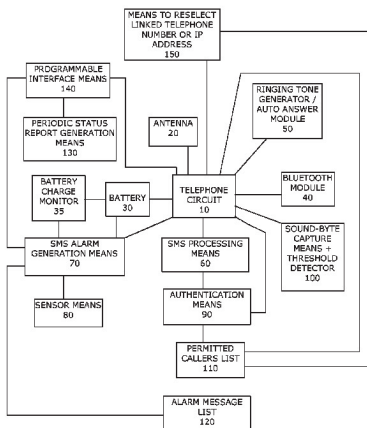 MEANS TO RESELECT
LINKED TELEPHONE
NUMBER OR IP
ADDRESS
150
PROGRAMMABLE
INTERFACE MEANS
140
RINGING TONE
GENERATOR /
AUTO ANSWER
MODULE
50
ANTENNA
20
PERIODIC STATUS
REPORT GENERATION
MEANS
130
BATTERY
CHARGE
MONITOR
35
BATTERY
30
TELEPHONE
CIRCUIT
10
BLUETOOTH
MODULE
40
SMS ALARM
GENERATION MEANS
70
SMS PROCESSING
MEANS
60
SOUND-BYTE
CAPTURE
MEANS +
THRESHOLD
DETECTOR
100
SENSOR MEANS
80
AUTHENTICATION
MEANS
90
PERMITTED
CALLERS LIST
110
ALARM MESSAGE
LIST
120